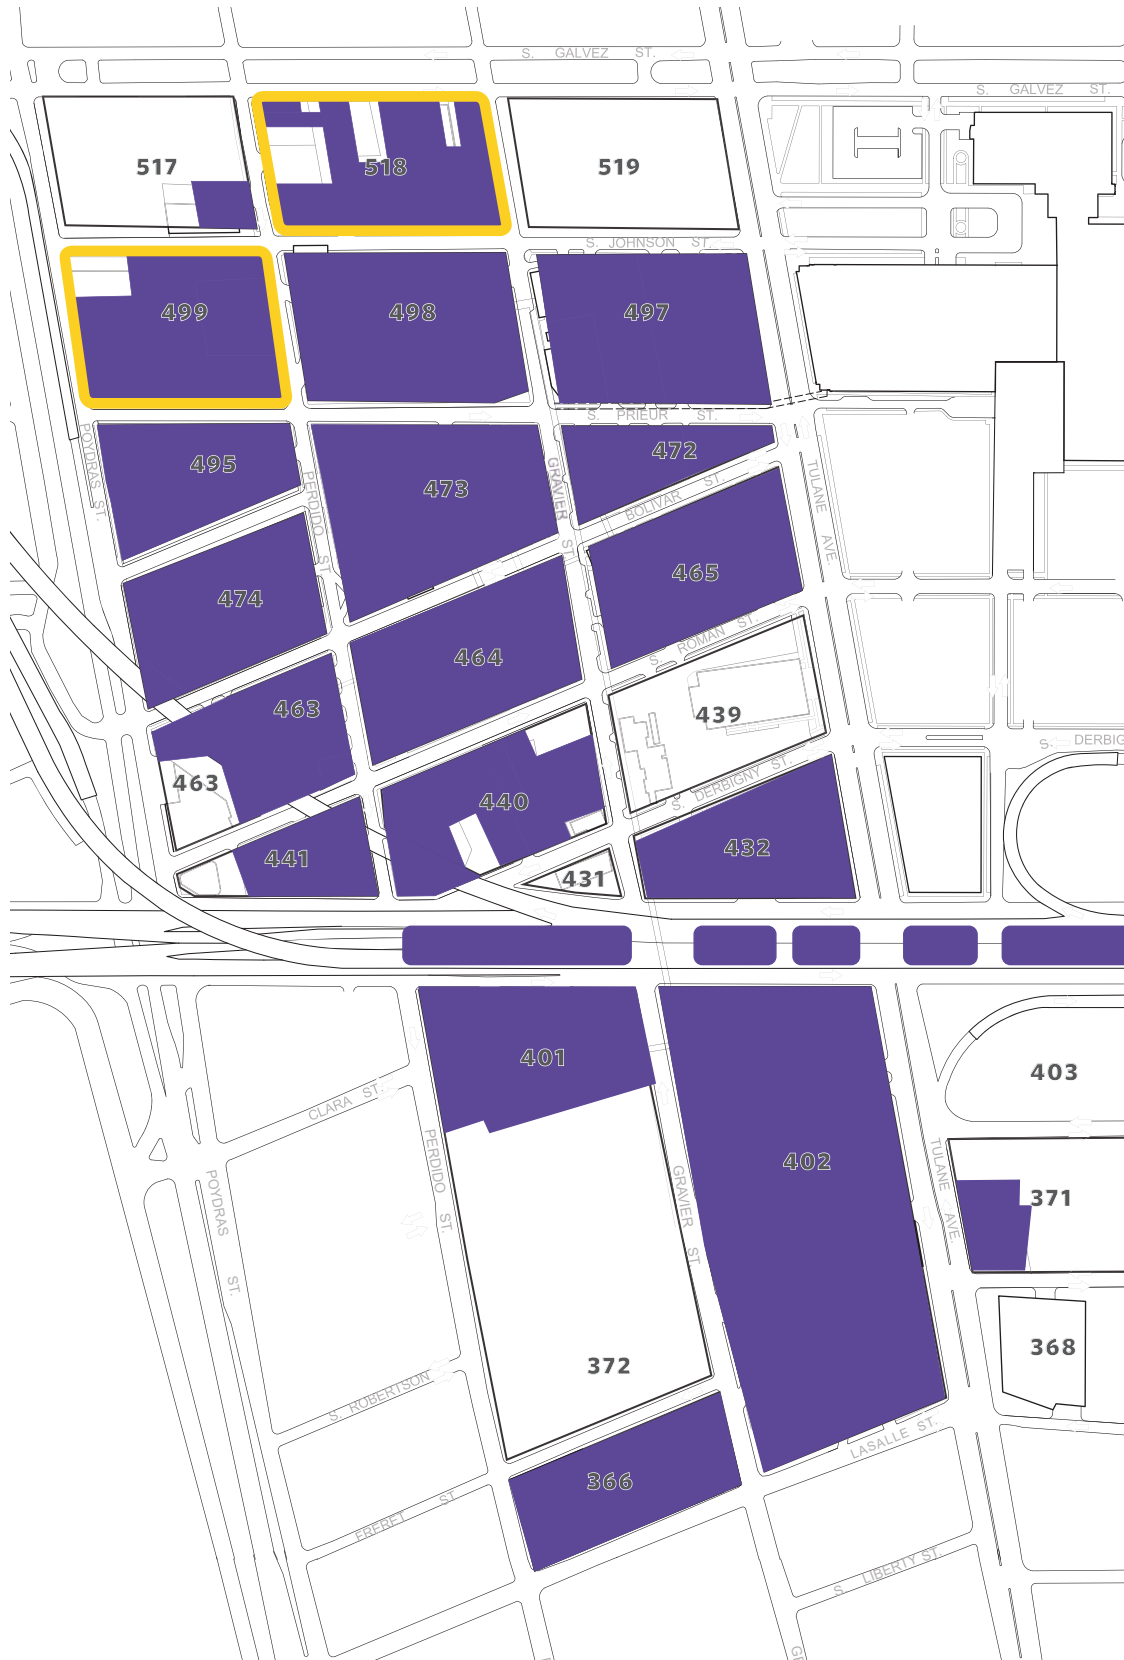 S. GALVEZ ST.
S. GALVEZ ST.
517
518
519
S. JOHNSON ST.
499
498
497
S. PRIEUR ST.
POYDRAS ST.
495
PERDIDO ST.
473
GRAVIER ST.
472
BOLIVAR ST.
TULANE AVE.
465
474
464
S. ROMAN ST.
463
439
463
S. DERBIGNY ST.
S. DERBIG
440
441
432
431
401
403
CLARA ST.
PERDIDO ST.
402
POYDRAS ST.
GRAVIER ST
TULANE AVE.
371
368
372
S. ROBERTSON
LASALLE ST.
366
FRERET ST
S. LIBERTY ST.